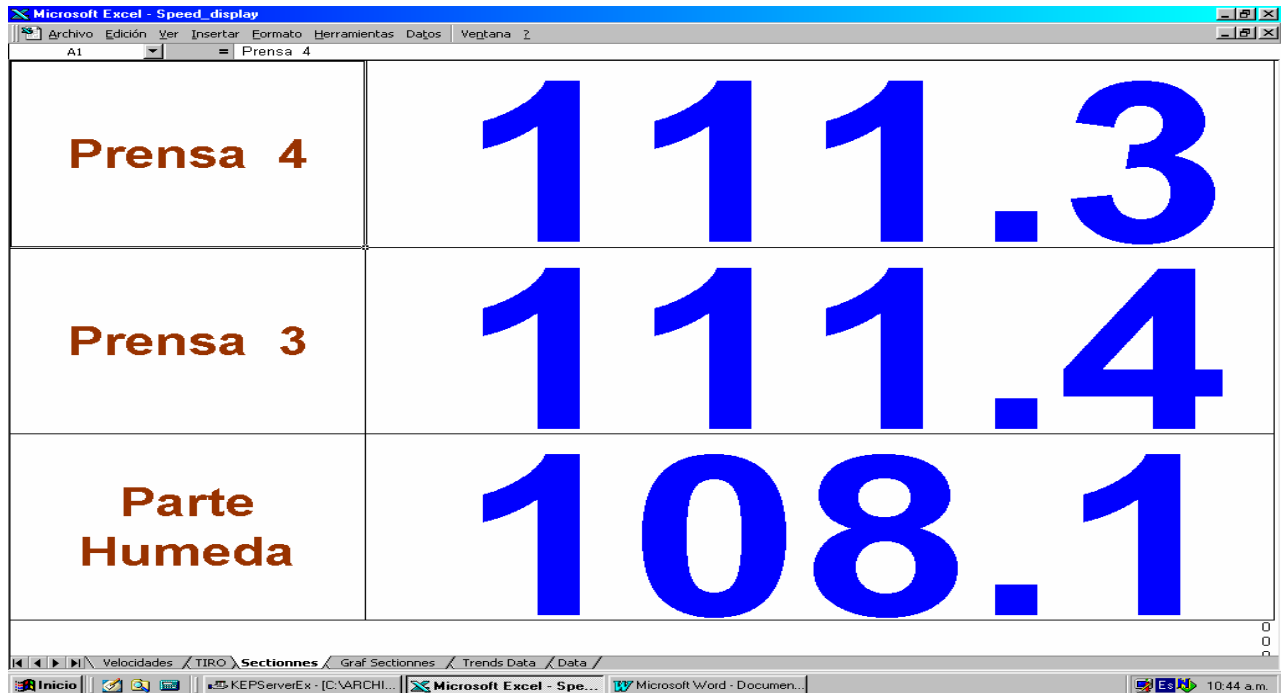 Microsoft Excel - Speed_display
Archivo Edición Ver Insertar Formato Herramientas Datos Ventana ?
A1 = Prensa 4
Prensa 4 111.3
Prensa 3 111.4
Parte
Humeda 108.1
0
0
Velocidades TIRO Sectionnes Graf Sectionnes Trends Data Data
Inicio KEPServerEx - [C:\ARCHI... Microsoft Excel - Spe... Microsoft Word - Documen... Es 10:44 a.m.